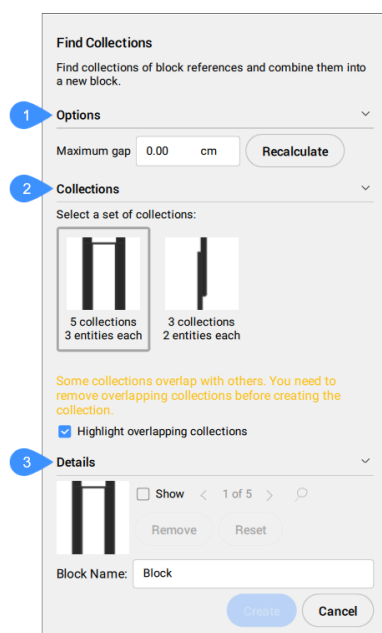 Find Collections
Find collections of block references and combine them into
a new block.
1
Options
Maximum gap 0.00 cm Recalculate
2
Collections
Select a set of collections:
5 collections 3 collections
3 entities each 2 entities each
Some collections overlap with others. You need to
remove overlapping collections before creating the
collection.
Highlight overlapping collections
3
Details
Show < 1 of 5 >
Remove Reset
Block Name: Block
Create Cancel